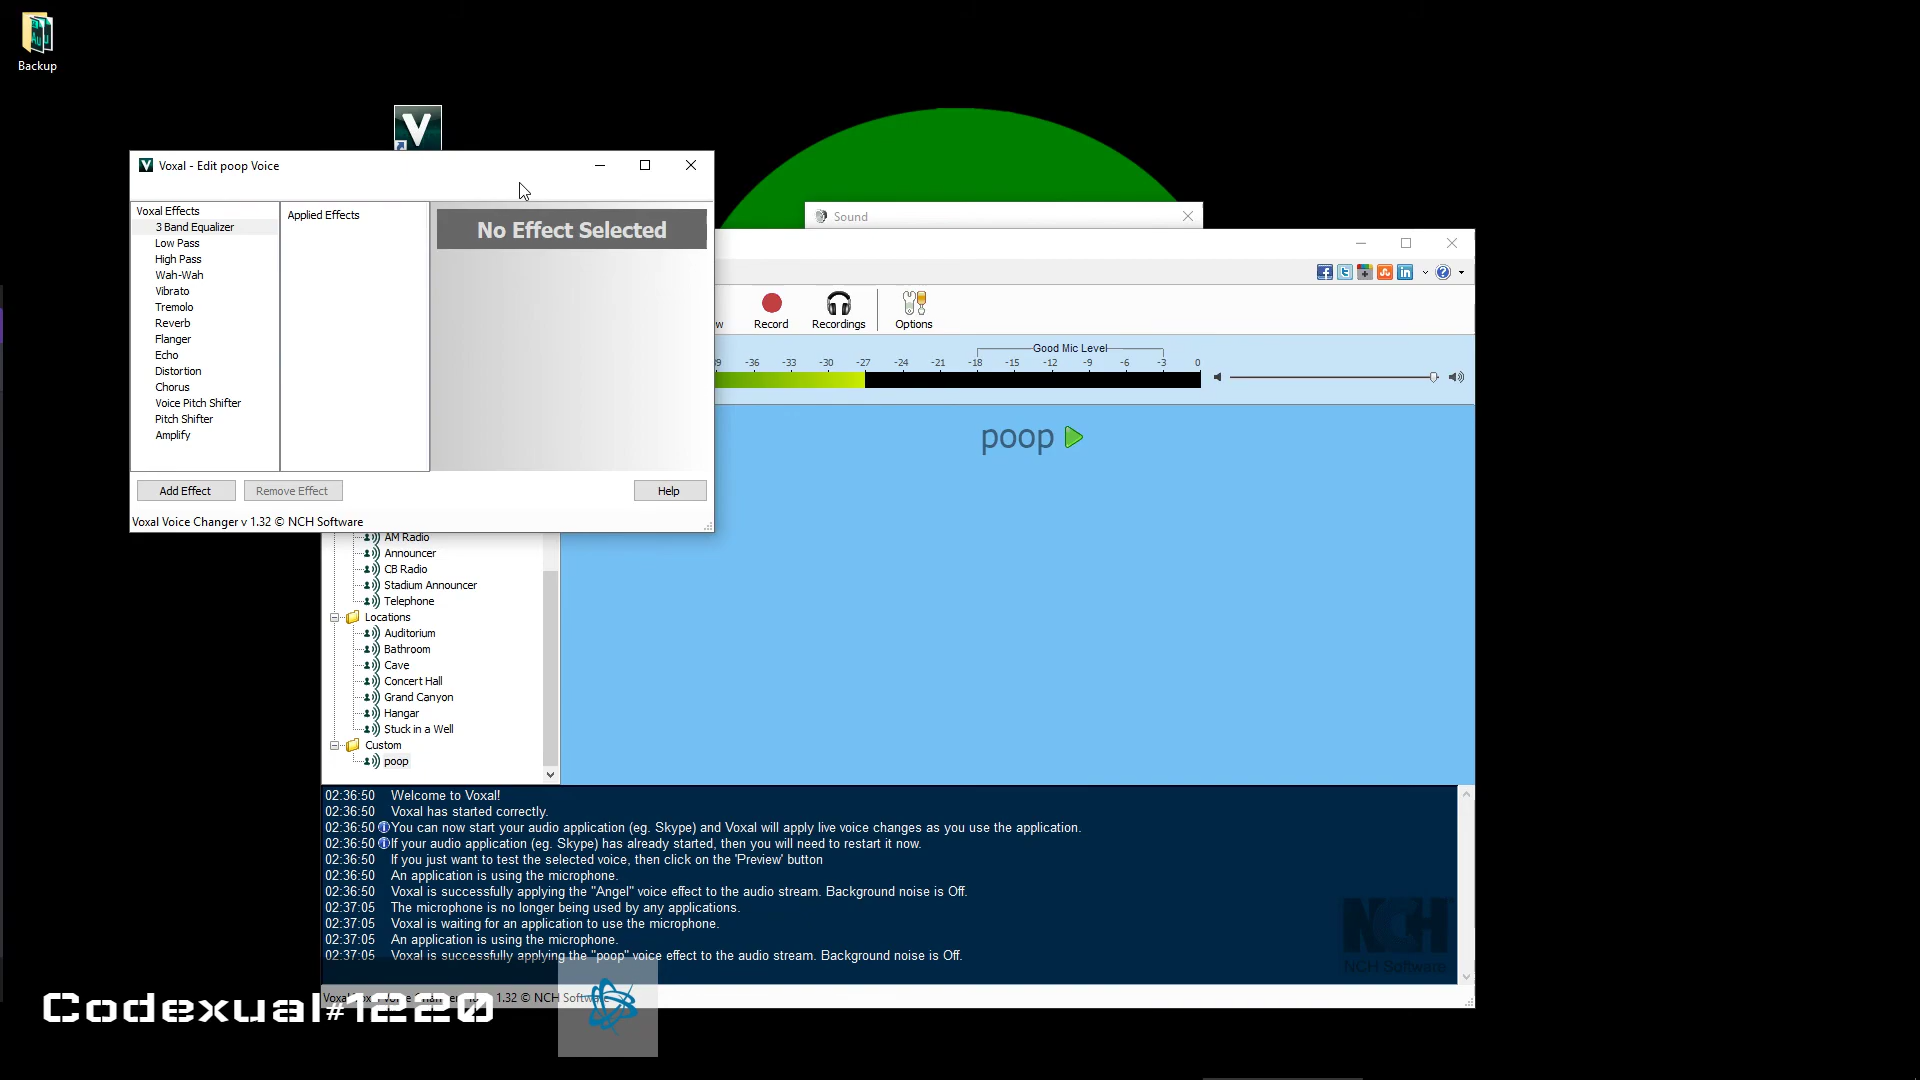 Backup
Voxal - Edit poop Voice
Voxal Effects
3 Band Equalizer
Low Pass
High Pass
Wah-Wah
Vibrato
Tremolo
Reverb
Flanger
Echo
Distortion
Chorus
Voice Pitch Shifter
Pitch Shifter
Amplify
Applied Effects
No Effect Selected
Add Effect
Remove Effect
Help
Voxal Voice Changer v 1.32 © NCH Software
Sound
Record
Recordings
Options
Good Mic Level
-36 -33 -30 -27 -24 -21 -18 -15 -12 -9 -6 -3 0
poop
AM Radio
Announcer
CB Radio
Stadium Announcer
Telephone
Locations
Auditorium
Bathroom
Cave
Concert Hall
Grand Canyon
Hangar
Stuck in a Well
Custom
poop
02:36:50 Welcome to Voxal!
02:36:50 Voxal has started correctly.
02:36:50 You can now start your audio application (eg. Skype) and Voxal will apply live voice changes as you use the application.
02:36:50 If your audio application (eg. Skype) has already started, then you will need to restart it now.
02:36:50 If you just want to test the selected voice, then click on the 'Preview' button
02:36:50 An application is using the microphone.
02:36:50 Voxal is successfully applying the "Angel" voice effect to the audio stream. Background noise is Off.
02:37:05 The microphone is no longer being used by any applications.
02:37:05 Voxal is waiting for an application to use the microphone.
02:37:05 An application is using the microphone.
02:37:05 Voxal is successfully applying the "poop" voice effect to the audio stream. Background noise is Off.
NCH
NCH Software
1.32 © NCH Software
Codexual#1220